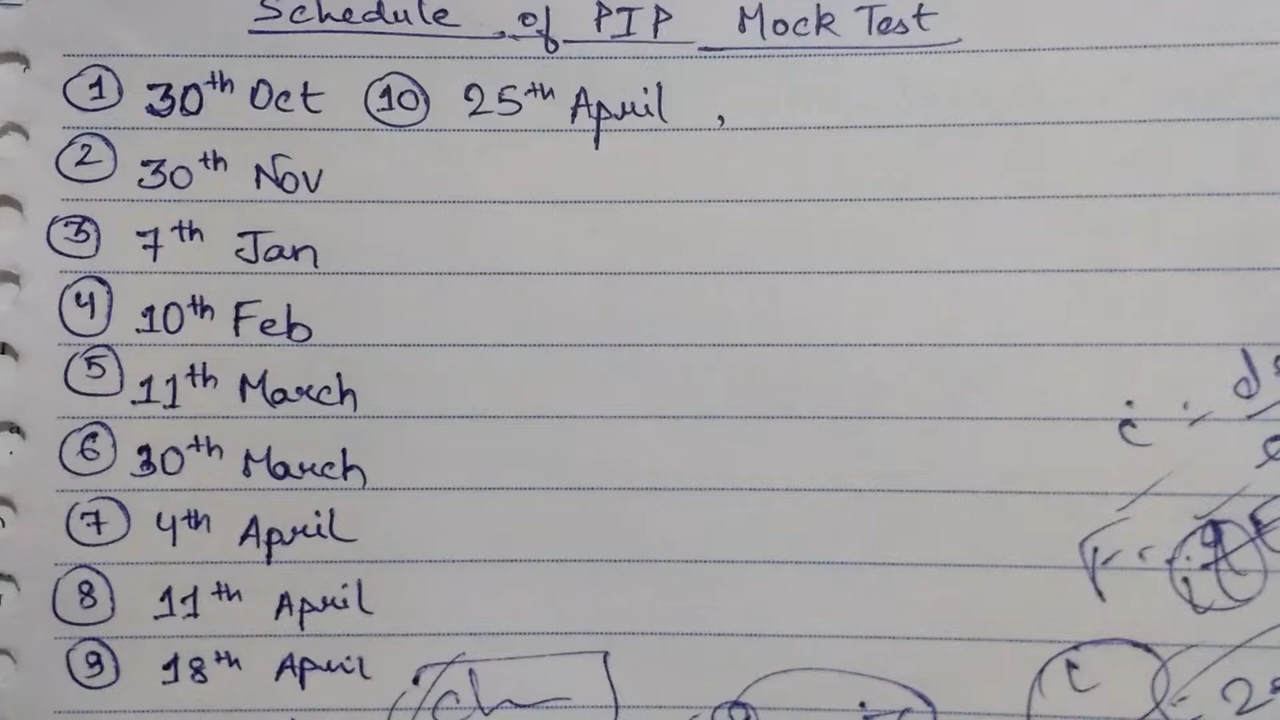 Schedule of PIP Mock Test
① 30th Oct ⑩ 25th April ,
② 30th Nov
③ 7th Jan
④ 10th Feb
⑤ 11th March
⑥ 30th March
⑦ 4th April
⑧ 11th April
⑨ 18th April